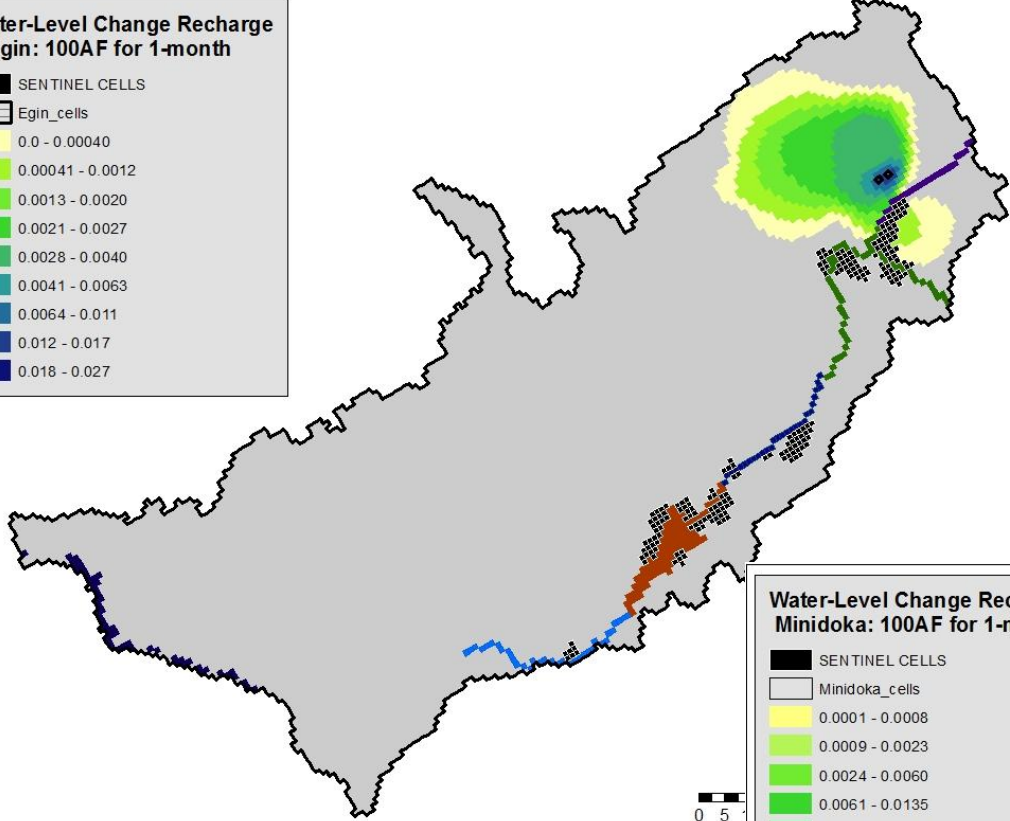 ter-Level Change Recharge
gin: 100AF for 1-month
SENTINEL CELLS
Egin_cells
0.0 - 0.00040
0.00041 - 0.0012
0.0013 - 0.0020
0.0021 - 0.0027
0.0028 - 0.0040
0.0041 - 0.0063
0.0064 - 0.011
0.012 - 0.017
0.018 - 0.027
Water-Level Change Rec
Minidoka: 100AF for 1-m
SENTINEL CELLS
Minidoka_cells
0.0001 - 0.0008
0.0009 - 0.0023
0.0024 - 0.0060
0.0061 - 0.0135
0 5